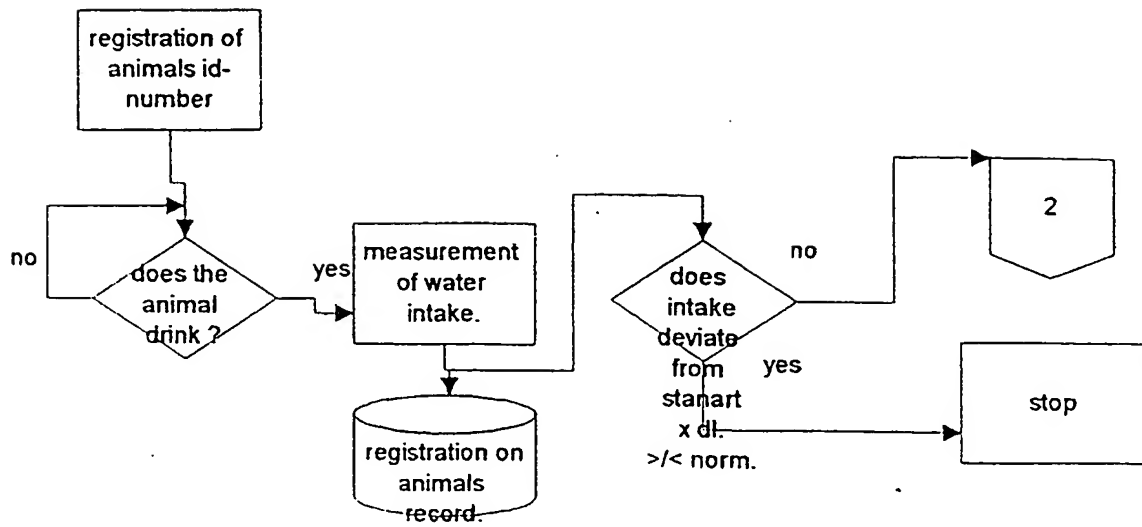 registration of
animals id-
number
no
does the
animal
drink ?
yes
measurement
of water
intake.
registration on
animals
record.
does
intake
deviate
from
stanart
x dl.
>/< norm.
no
2
yes
stop